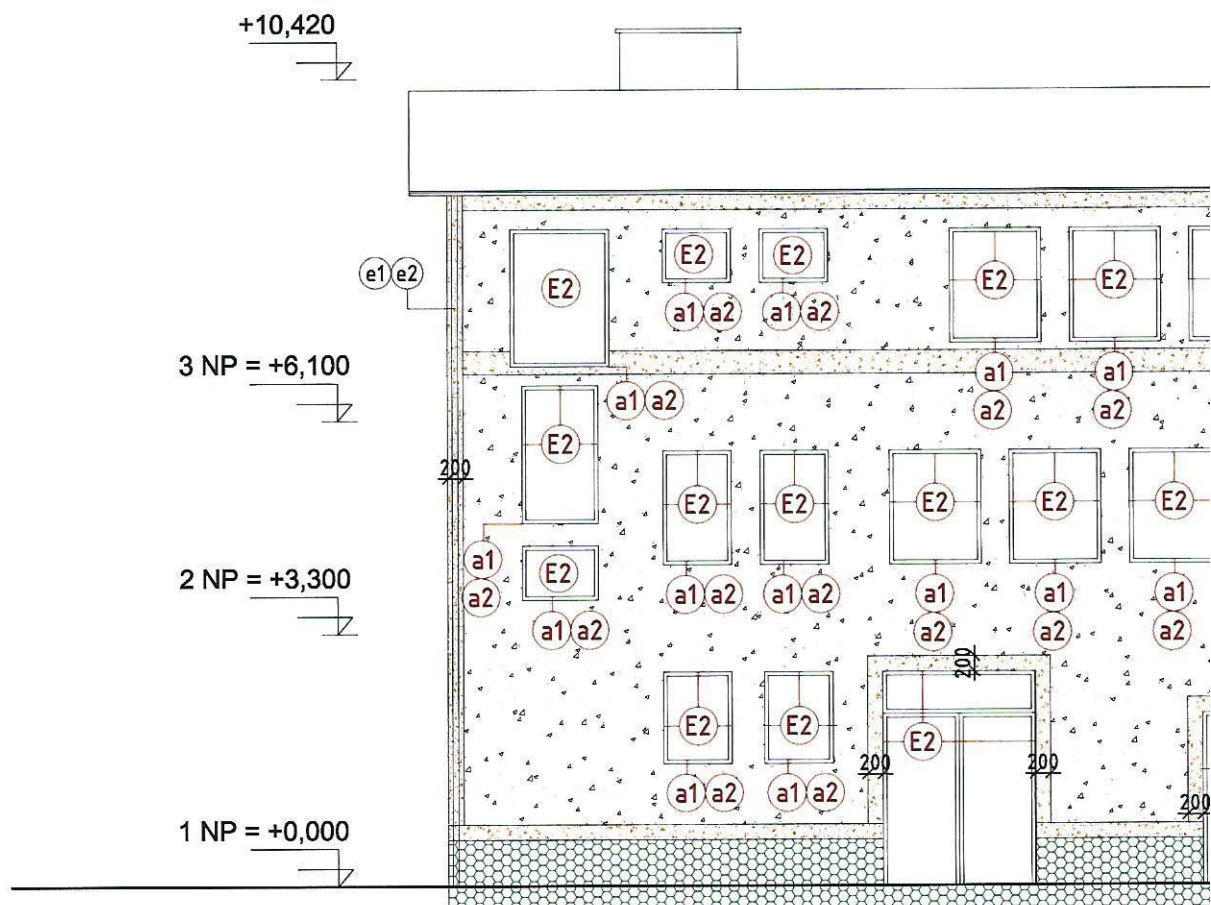 +10,420
E2 E2 E2 E2 E2
e1 e2
a1 a2 a1 a2
3 NP = +6,100
a1 a1
a1 a2
a2 a2
E2
200
E2 E2 E2 E2 E2
a1
E2
2 NP = +3,300
a2
a1 a2 a1 a2 a1 a1 a1
a1 a2
a2 a2 a2
200
E2 E2 E2
200 200
a1 a2 a1 a2
200
1 NP = +0,000